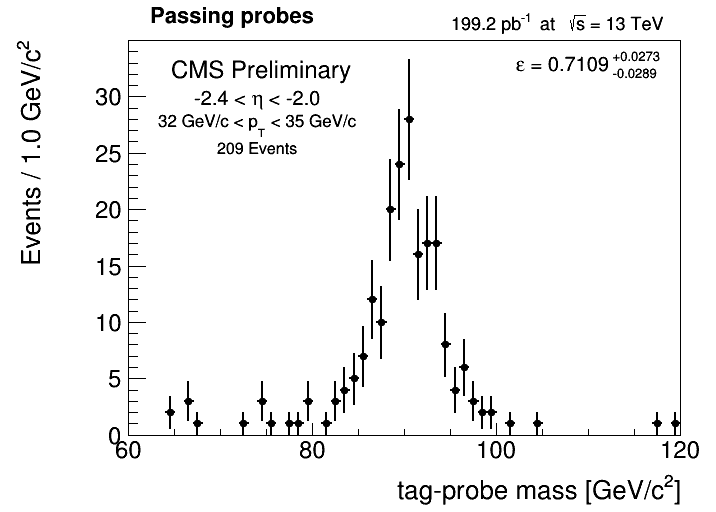 Passing probes
199.2 pb⁻¹ at √s = 13 TeV
CMS Preliminary
ε = 0.7109 +0.0273 -0.0289
-2.4 < η < -2.0
32 GeV/c < p_T < 35 GeV/c
209 Events
Events / 1.0 GeV/c²
30
25
20
15
10
5
0
60 80 100 120
tag-probe mass [GeV/c²]